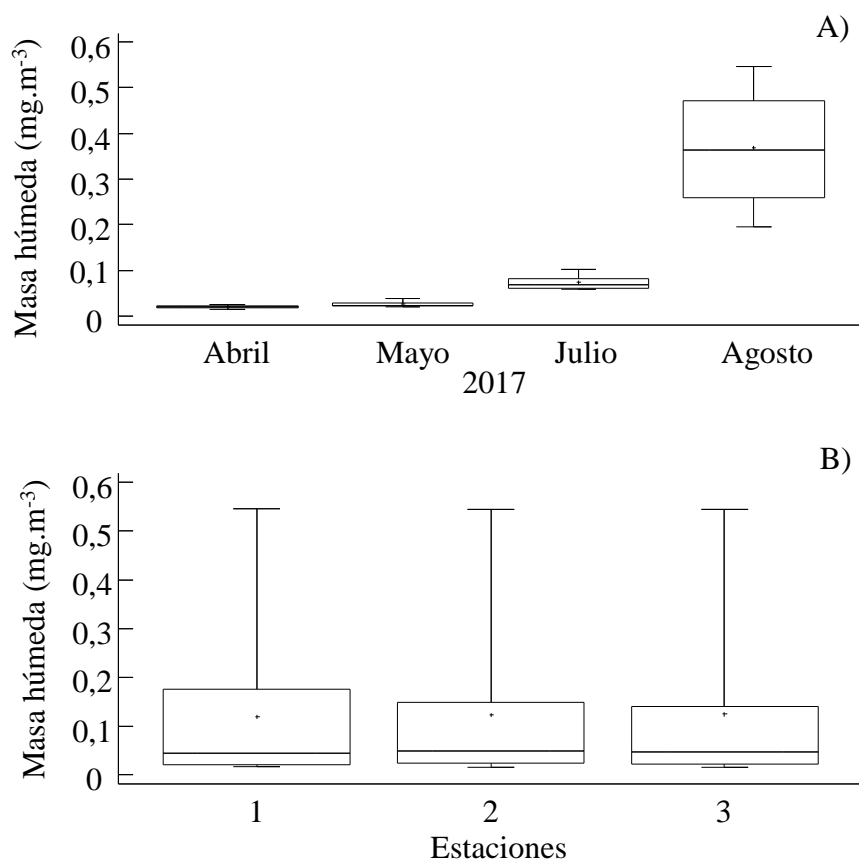 A)
Masa húmeda (mg.m-3)
0,6
0,5
0,4
0,3
0,2
0,1
0
Abril Mayo Julio Agosto
2017
B)
Masa húmeda (mg.m-3)
0,6
0,5
0,4
0,3
0,2
0,1
0
1 2 3
Estaciones